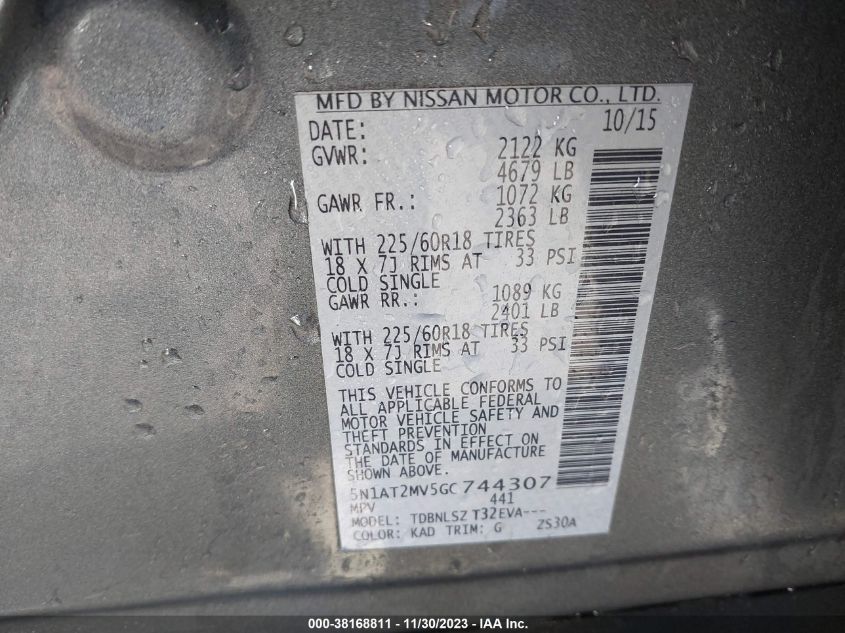 MFD BY NISSAN MOTOR CO., LTD.
DATE: 10/15
GVWR: 2122 KG
4679 LB
GAWR FR.: 1072 KG
2363 LB
WITH 225/60R18 TIRES
18 X 7J RIMS AT 33 PSI
COLD SINGLE
GAWR RR.: 1089 KG
2401 LB
WITH 225/60R18 TIRES
18 X 7J RIMS AT 33 PSI
COLD SINGLE
THIS VEHICLE CONFORMS TO
ALL APPLICABLE FEDERAL
MOTOR VEHICLE SAFETY AND
THEFT PREVENTION
STANDARDS IN EFFECT ON
THE DATE OF MANUFACTURE
SHOWN ABOVE.
5N1AT2MV5GC744307
MPV 441
MODEL: TDBNLSZ T32EVA---
COLOR: KAD TRIM: G ZS30A
000-38168811 - 11/30/2023 - COPYRIGHT IAA, Inc.